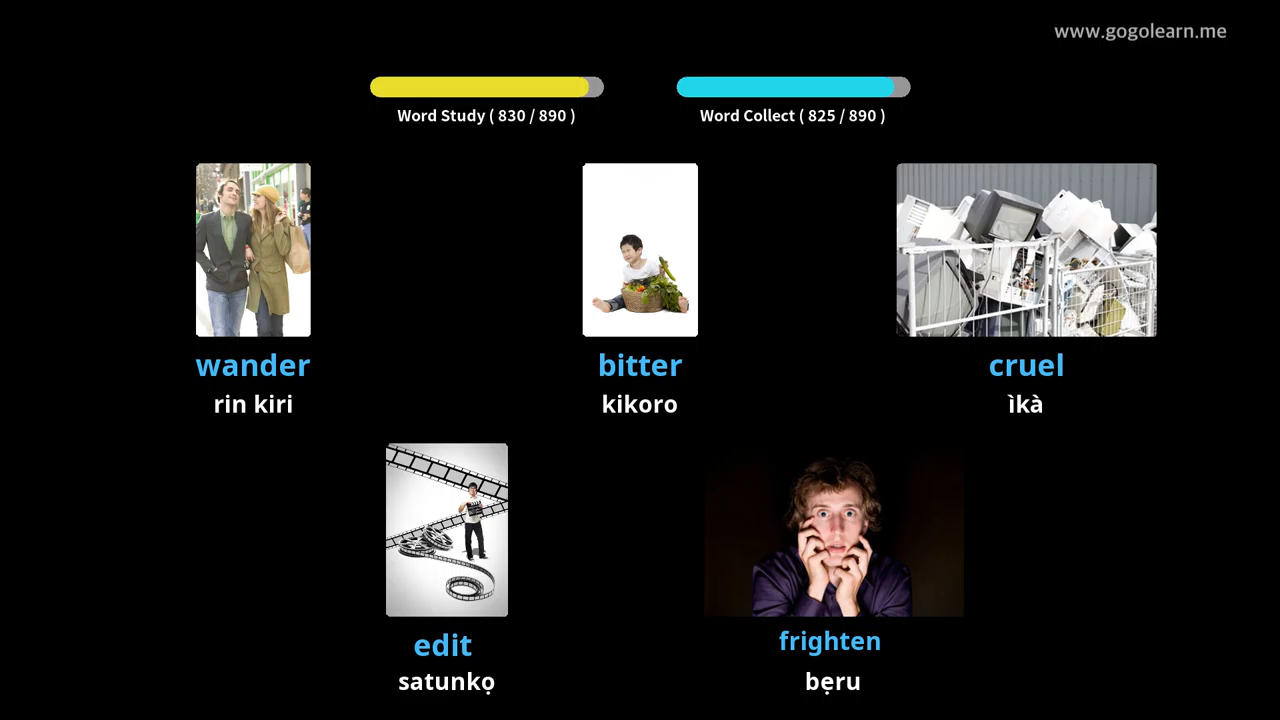 www.gogolearn.me
Word Study ( 830 / 890 )
Word Collect ( 825 / 890 )
wander
rin kiri
bitter
kikoro
cruel
ìkà
edit
satunkọ
frighten
bẹru